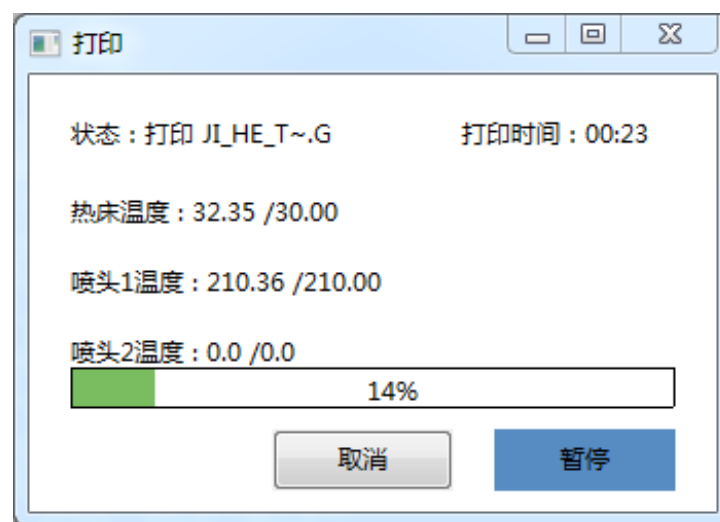 打印
状态：打印 JI_HE_T~.G 打印时间：00:23
热床温度：32.35 /30.00
喷头1温度：210.36 /210.00
喷头2温度：0.0 /0.0
14%
取消 暂停